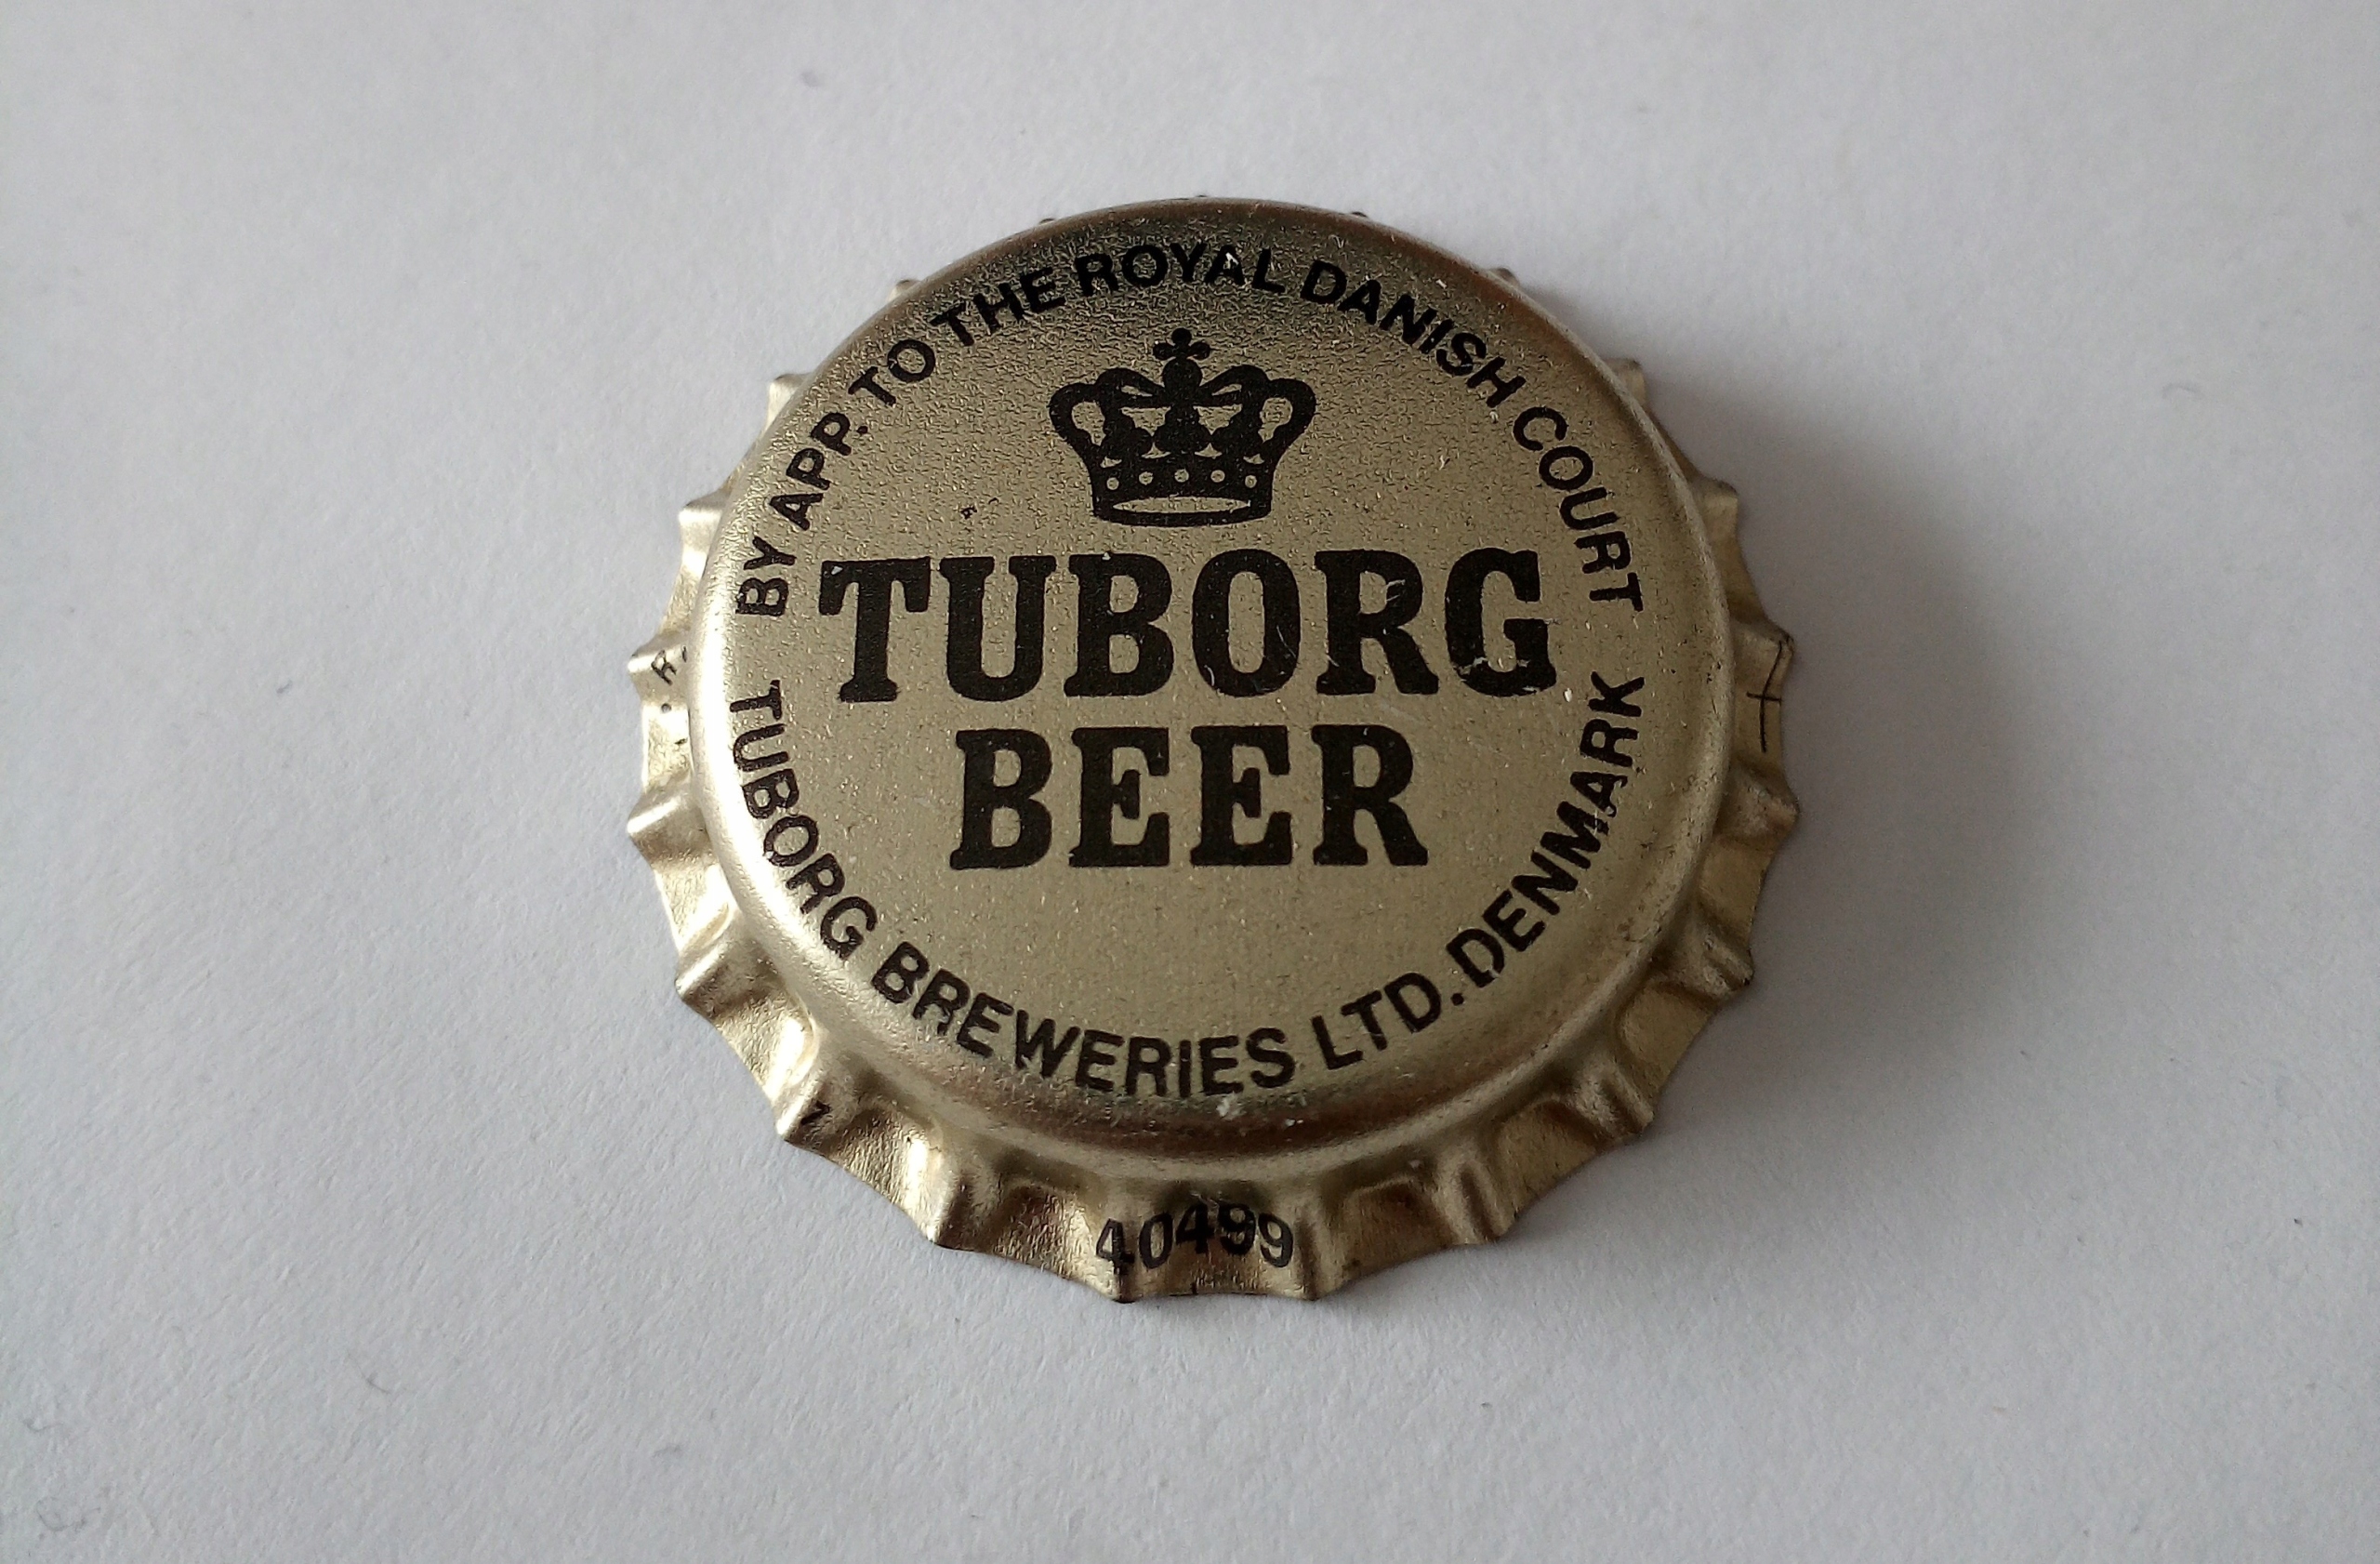 BY APP. TO THE ROYAL DANISH COURT
TUBORG
BEER
TUBORG BREWERIES LTD. DENMARK
40499